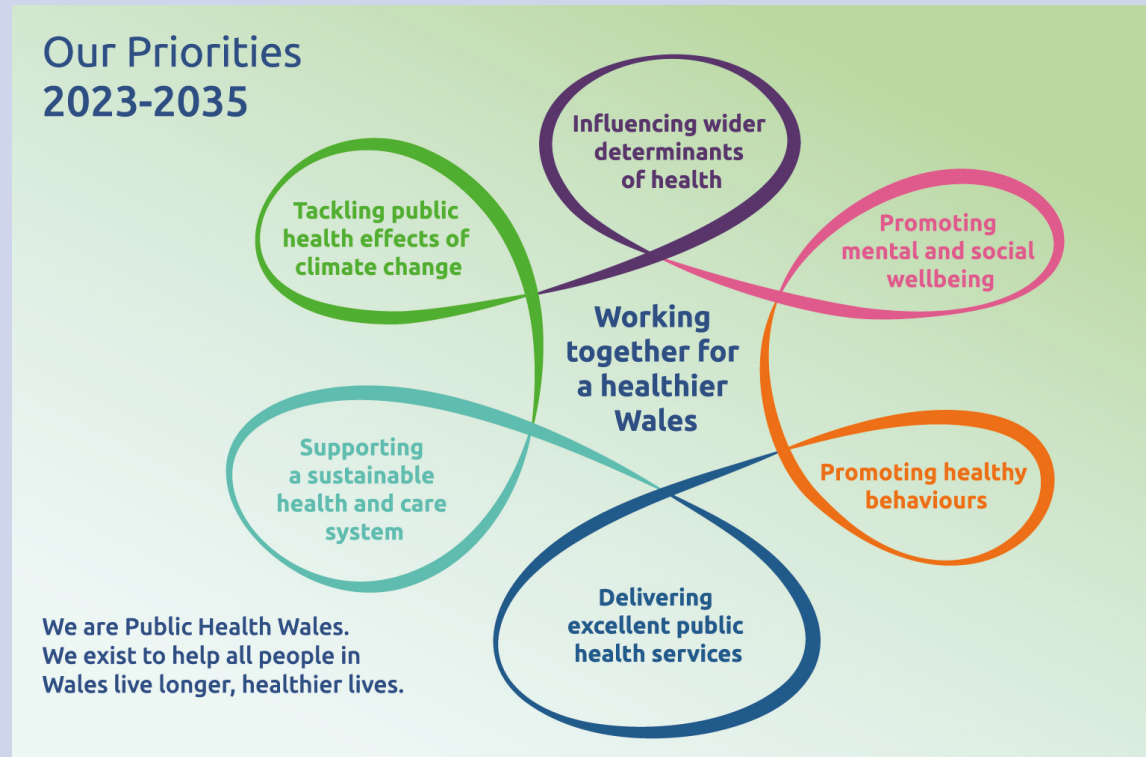 Our Priorities
2023-2035
Influencing wider
determinants
of health
Tackling public
health effects of
climate change
Promoting
mental and social
wellbeing
Working
together for
a healthier
Wales
Supporting
a sustainable
health and care
system
Promoting healthy
behaviours
Delivering
excellent public
health services
We are Public Health Wales.
We exist to help all people in
Wales live longer, healthier lives.